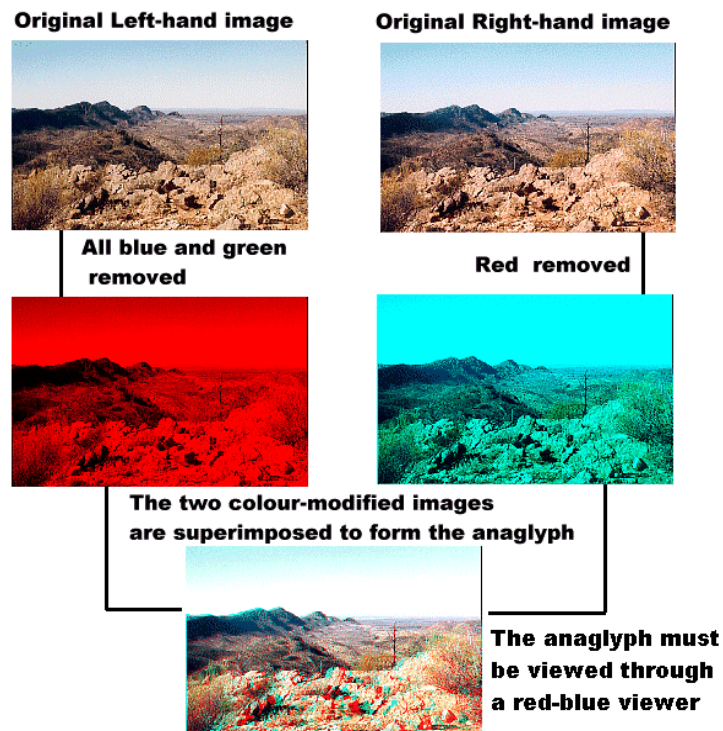 Original Left-hand image
Original Right-hand image
All blue and green
removed
Red removed
The two colour-modified images
are superimposed to form the anaglyph
The anaglyph must
be viewed through
a red-blue viewer